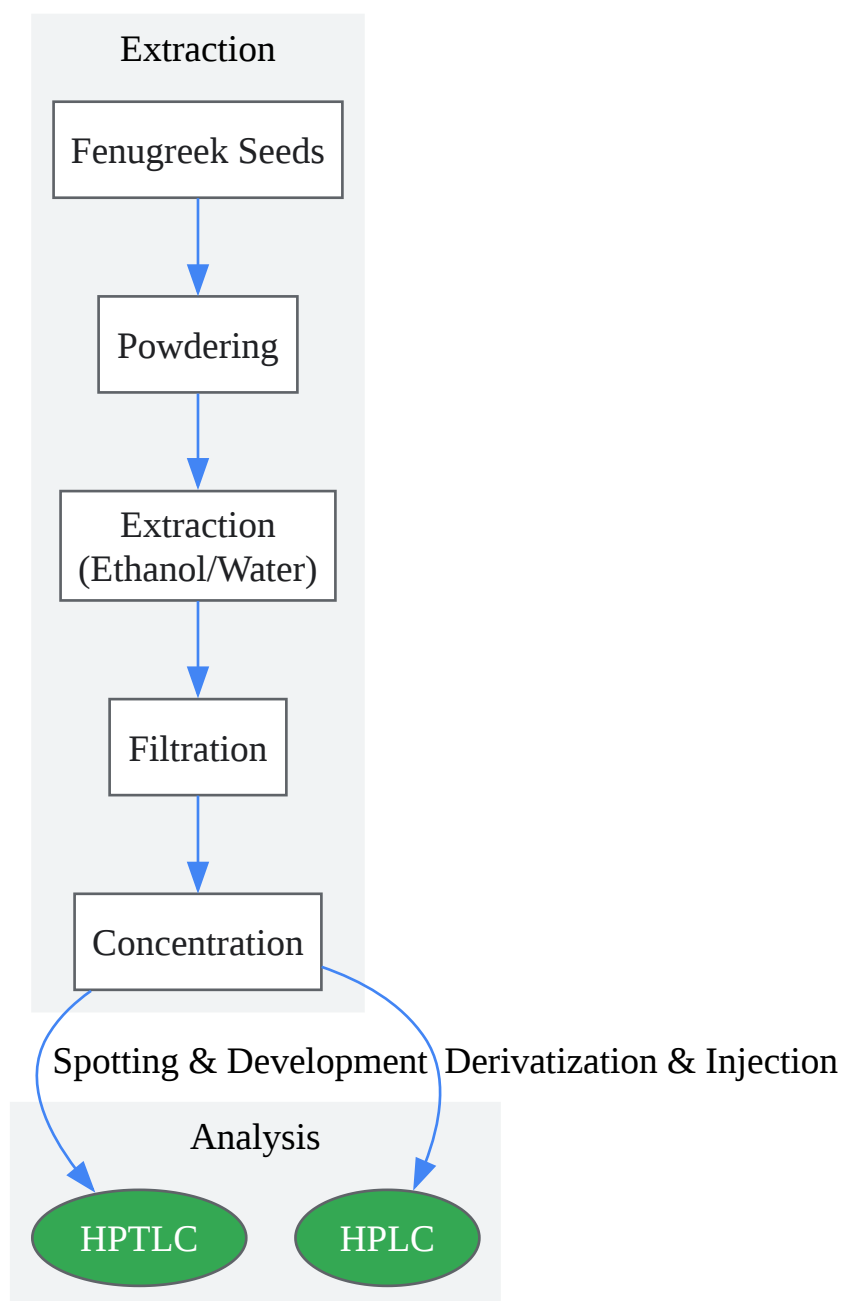 Extraction
Fenugreek Seeds
Powdering
Extraction
(Ethanol/Water)
Filtration
Concentration
Spotting & Development
Derivatization & Injection
Analysis
HPTLC
HPLC